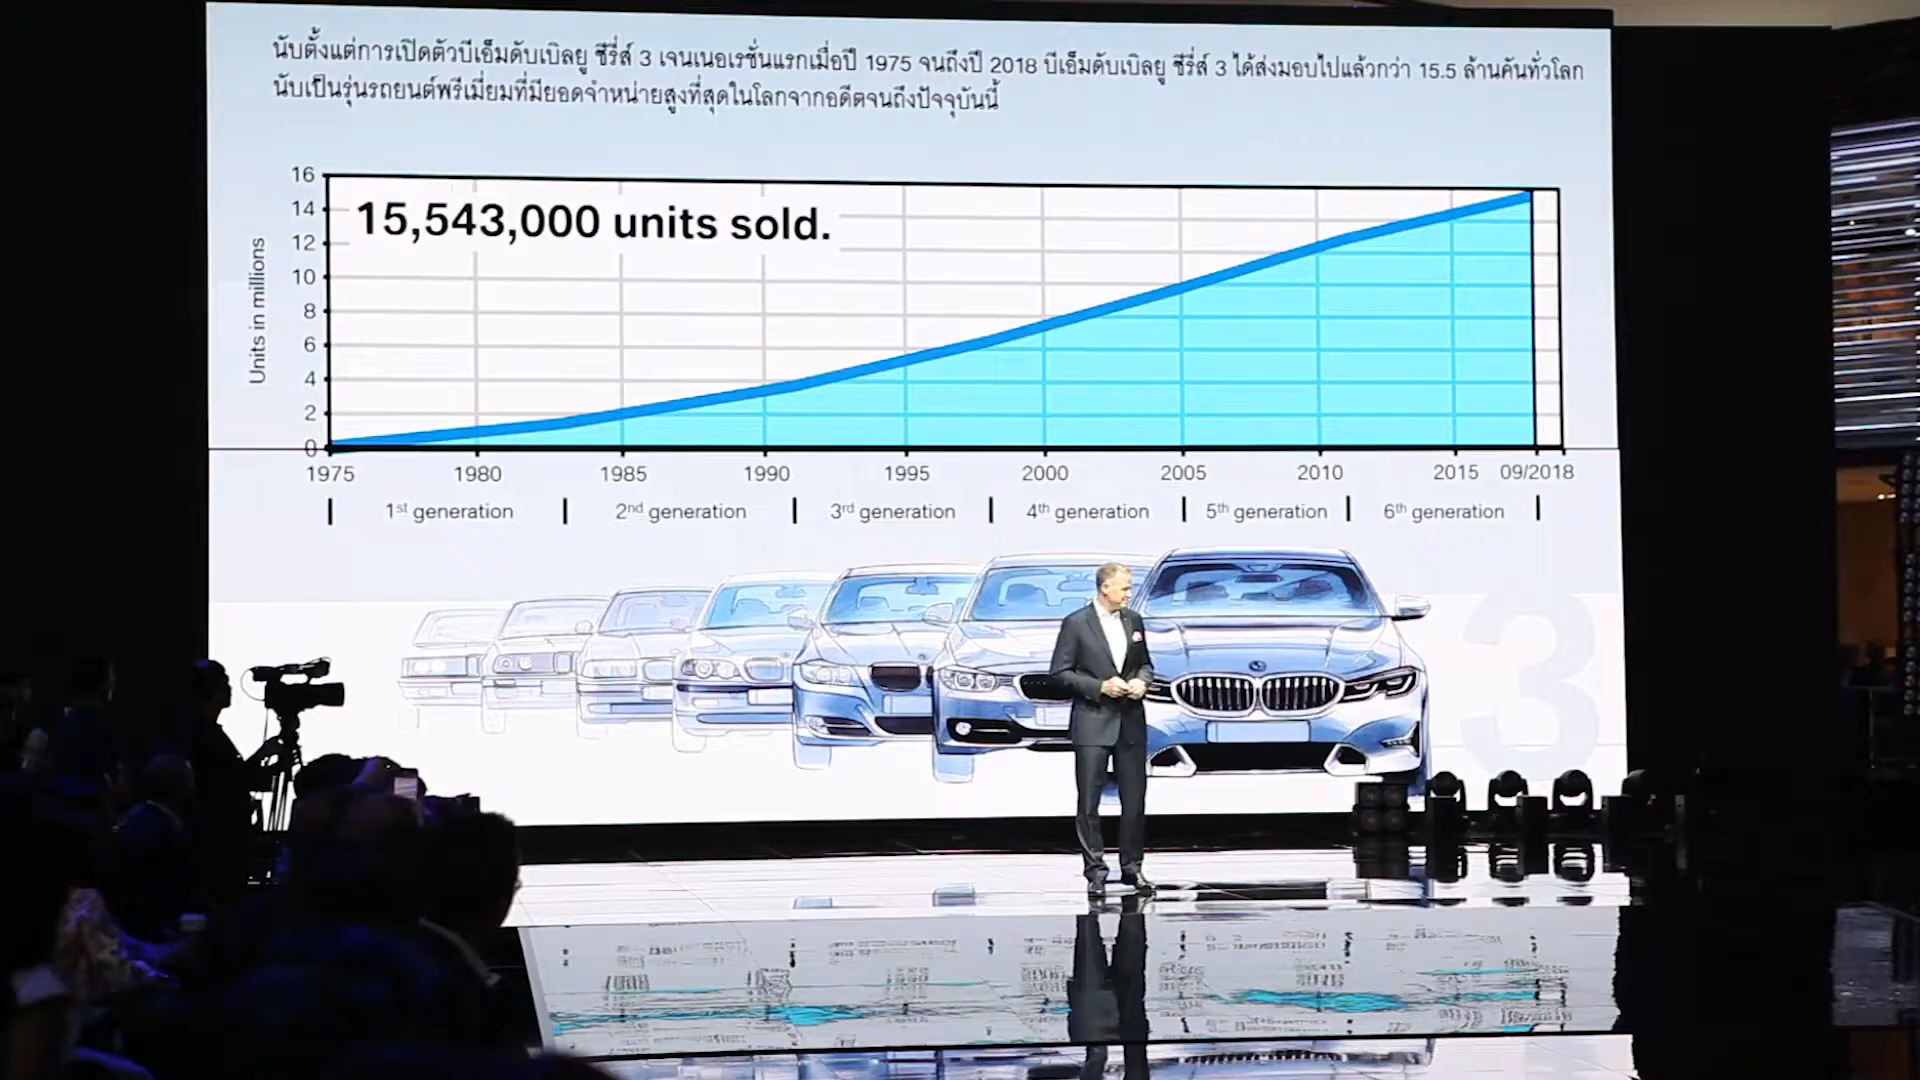 นับตั้งแต่การเปิดตัวบีเอ็มดับเบิลยู ซีรี่ส์ 3 เจนเนอเรชั่นแรกเมื่อปี 1975 จนถึงปี 2018 บีเอ็มดับเบิลยู ซีรี่ส์ 3 ได้ส่งมอบไปแล้วกว่า 15.5 ล้านคันทั่วโลก
นับเป็นรุ่นรถยนต์พรีเมี่ยมที่มียอดจำหน่ายสูงที่สุดในโลกจากอดีตจนถึงปัจจุบันนี้
15,543,000 units sold.
Units in millions
16
14
12
10
8
6
4
2
0
1975 1980 1985 1990 1995 2000 2005 2010 2015 09/2018
1st generation 2nd generation 3rd generation 4th generation 5th generation 6th generation
3